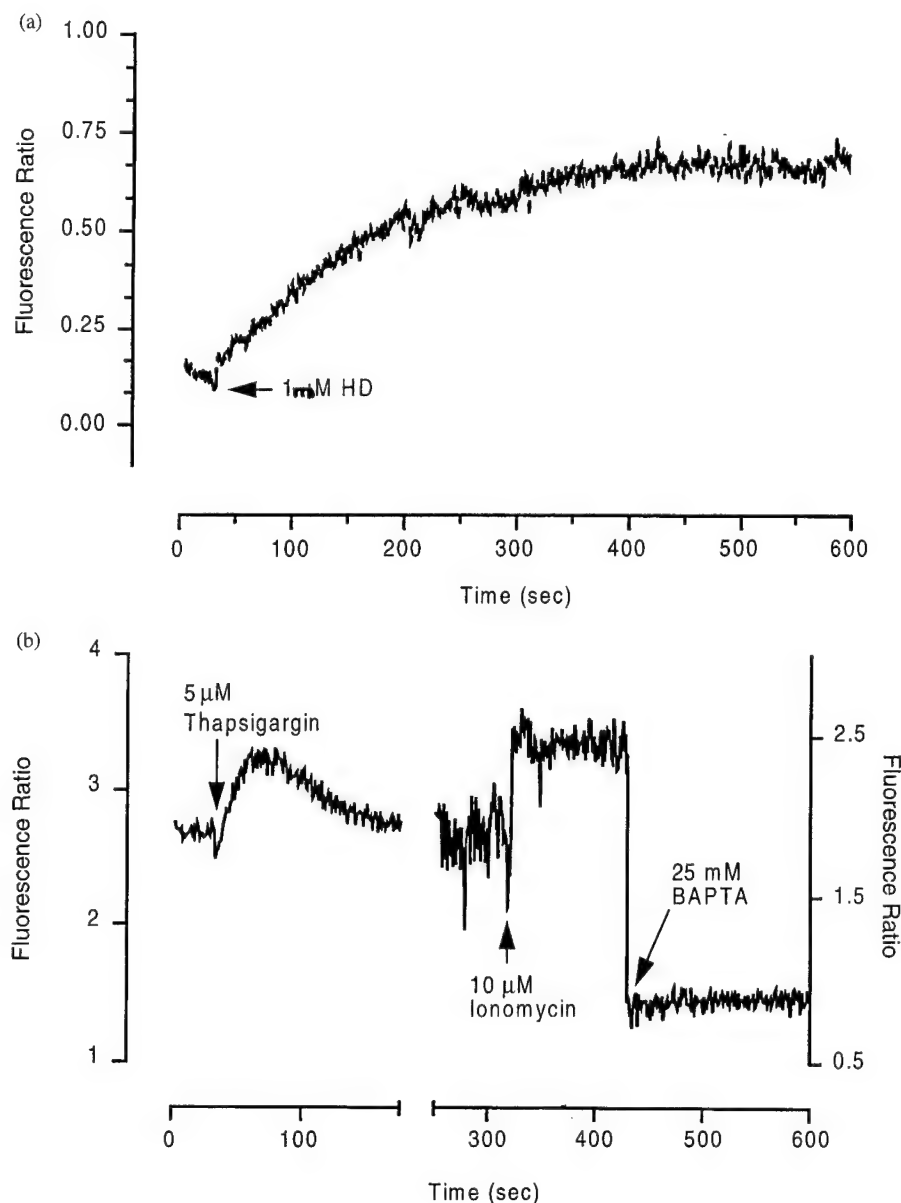 (a)
1.00
0.75
0.50
0.25
0.00
Fluorescence Ratio
1 mM HD
0 100 200 300 400 500 600
Time (sec)
(b)
4
3
2
1
Fluorescence Ratio
5 μM
Thapsigargin
10 μM
Ionomycin
25 mM
BAPTA
2.5
1.5
0.5
Fluorescence Ratio
0 100 300 400 500 600
Time (sec)